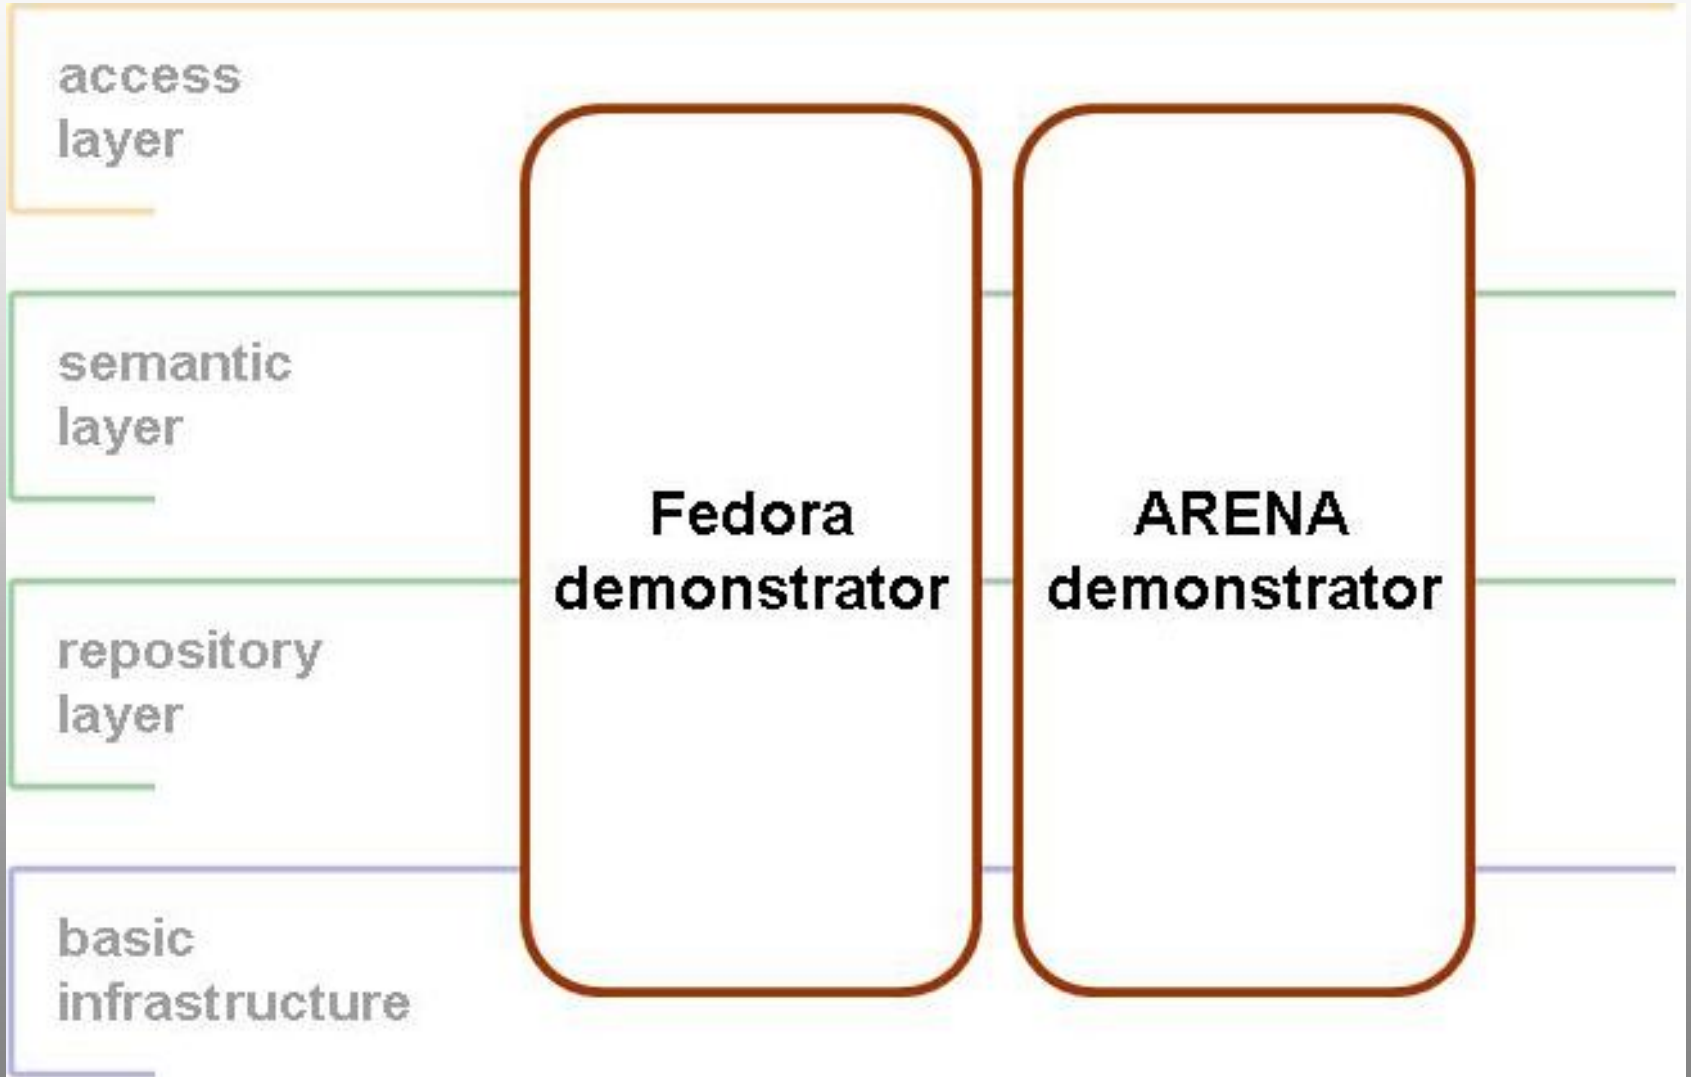 access
layer
semantic
layer
Fedora
demonstrator
ARENA
demonstrator
repository
layer
basic
infrastructure